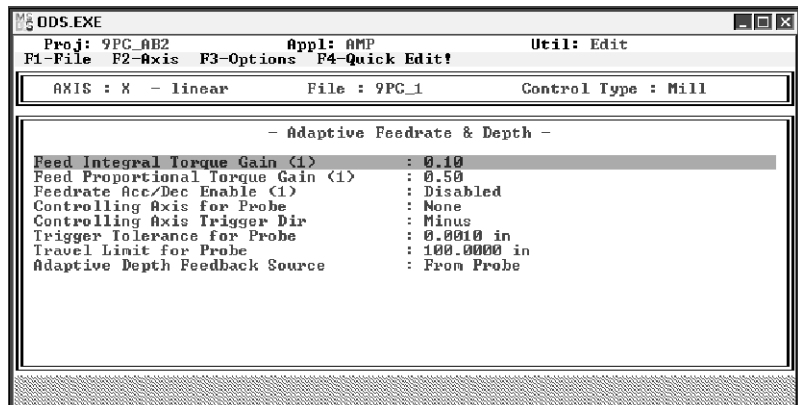 ODS.EXE
Proj: 9PC_AB2 Appl: AMP Util: Edit
F1-File F2-Axis F3-Options F4-Quick Edit!
AXIS : X - linear File : 9PC_1 Control Type : Mill
- Adaptive Feedrate & Depth -
Feed Integral Torque Gain (1) : 0.10
Feed Proportional Torque Gain (1) : 0.50
Feedrate Acc/Dec Enable (1) : Disabled
Controlling Axis for Probe : None
Controlling Axis Trigger Dir : Minus
Trigger Tolerance for Probe : 0.0010 in
Travel Limit for Probe : 100.0000 in
Adaptive Depth Feedback Source : From Probe